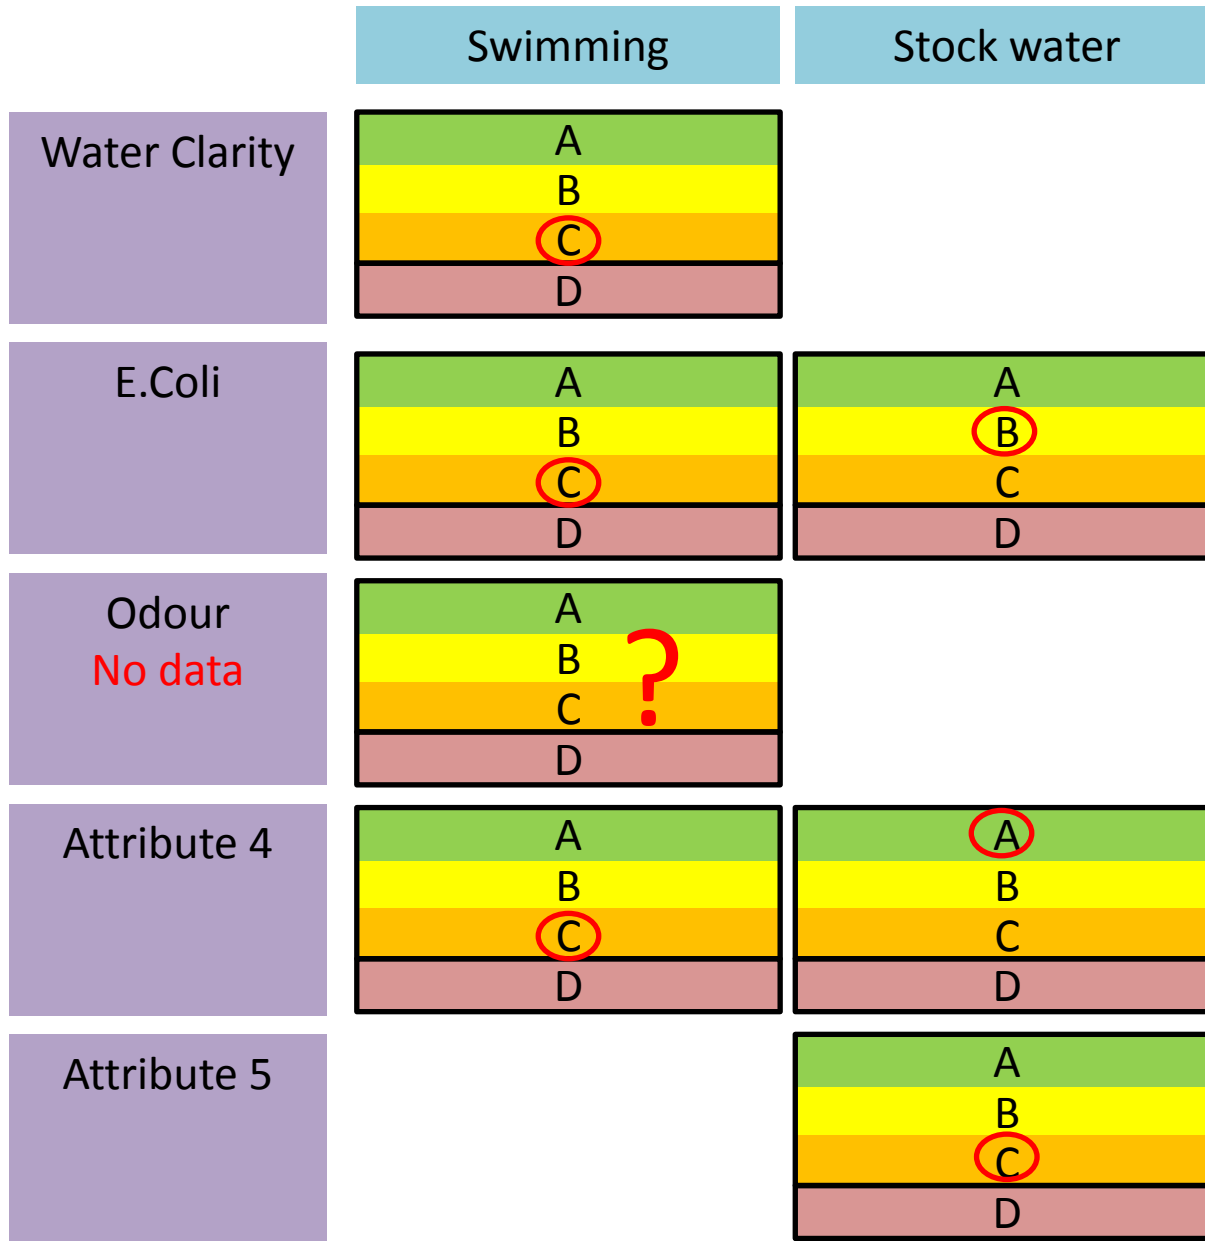 Swimming
Stock water
Water Clarity
A
B
C
D
E.Coli
A
B
C
D
A
B
C
D
Odour
No data
A
B
C
D
?
Attribute 4
A
B
C
D
A
B
C
D
Attribute 5
A
B
C
D